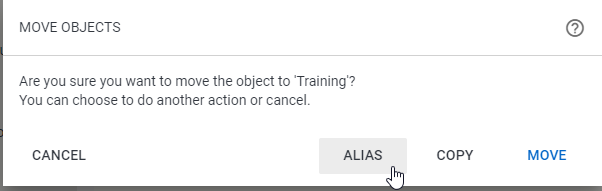 MOVE OBJECTS
?
Are you sure you want to move the object to 'Training'?
You can choose to do another action or cancel.
CANCEL ALIAS COPY MOVE